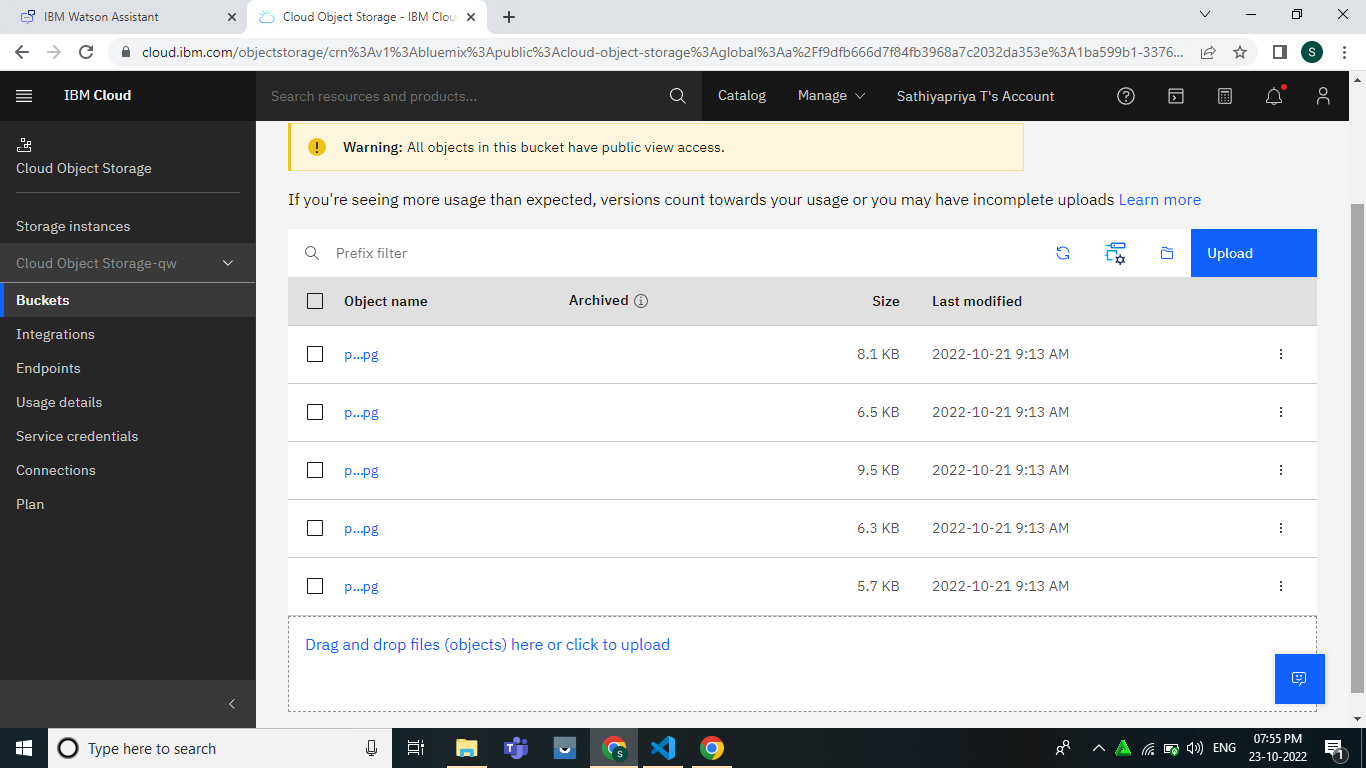 IBM Watson Assistant
Cloud Object Storage - IBM Clou
cloud.ibm.com/objectstorage/crn%3Av1%3Abluemix%3Apublic%3Acloud-object-storage%3Aglobal%3Aa%2Ff9dfb666d7f84fb3968a7c2032da353e%3A1ba599b1-3376...
S
IBM Cloud
Search resources and products...
Catalog
Manage
Sathiyapriya T's Account
Cloud Object Storage
Storage instances
Cloud Object Storage-qw
Buckets
Integrations
Endpoints
Usage details
Service credentials
Connections
Plan
Warning: All objects in this bucket have public view access.
If you're seeing more usage than expected, versions count towards your usage or you may have incomplete uploads Learn more
Prefix filter
Upload
Object name Archived Size Last modified
p...pg 8.1 KB 2022-10-21 9:13 AM
p...pg 6.5 KB 2022-10-21 9:13 AM
p...pg 9.5 KB 2022-10-21 9:13 AM
p...pg 6.3 KB 2022-10-21 9:13 AM
p...pg 5.7 KB 2022-10-21 9:13 AM
Drag and drop files (objects) here or click to upload
Type here to search
S
ENG
07:55 PM
23-10-2022
1